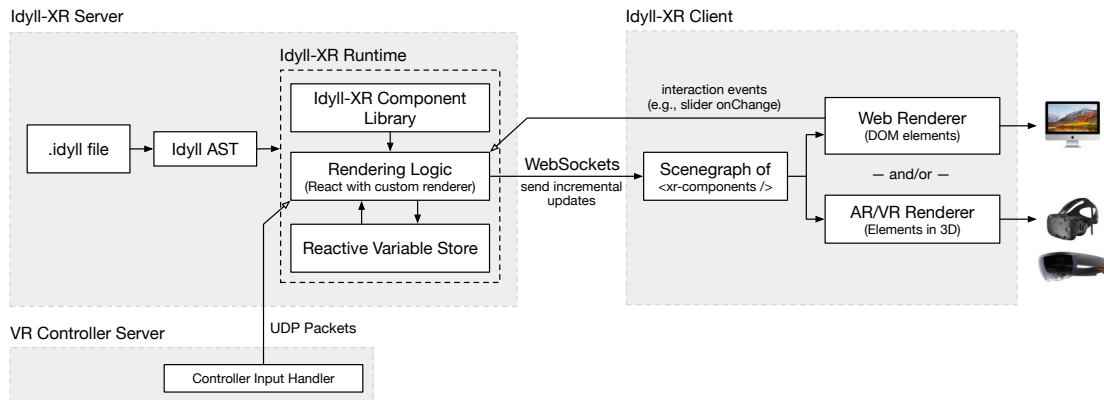 Idyll-XR Server
Idyll-XR Client
Idyll-XR Runtime
Idyll-XR Component
Library
.idyll file
Idyll AST
Rendering Logic
(React with custom renderer)
Reactive Variable Store
WebSockets
send incremental
updates
interaction events
(e.g., slider onChange)
Scenegraph of
<xr-components />
Web Renderer
(DOM elements)
— and/or —
AR/VR Renderer
(Elements in 3D)
UDP Packets
VR Controller Server
Controller Input Handler